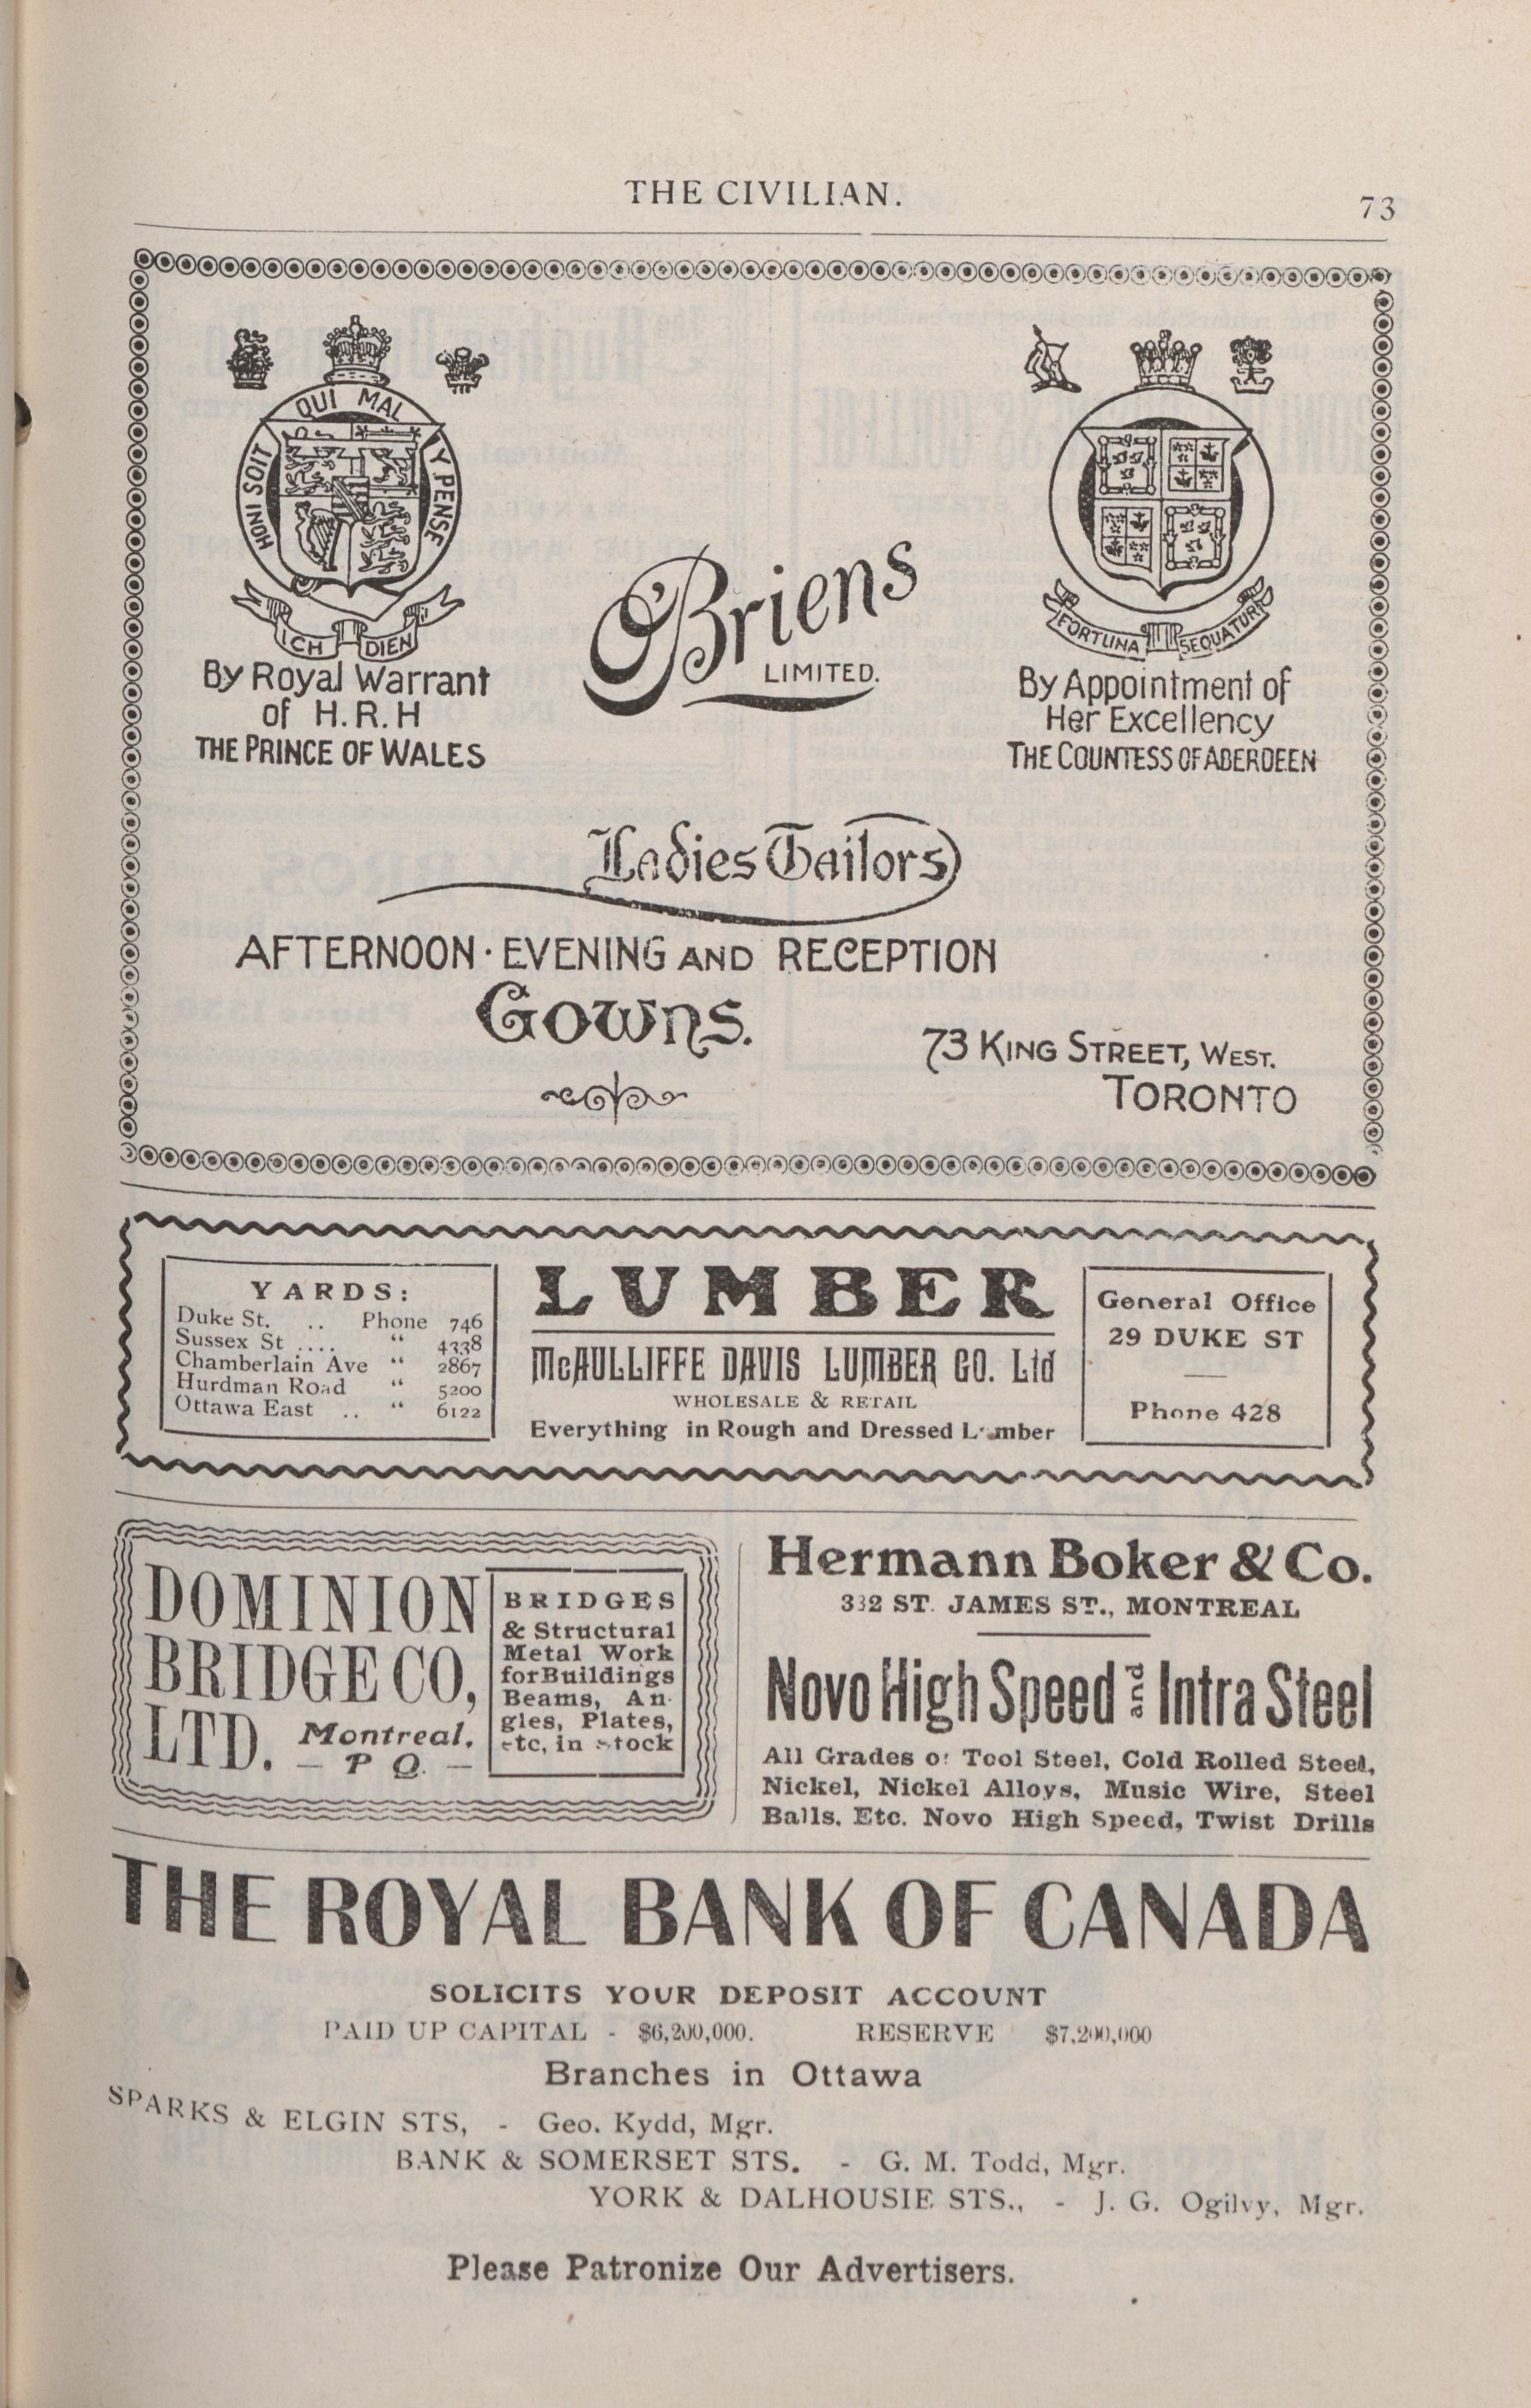 THE CIVILIAN.
73
QUI MAL
HONI SOIT
Y PENSE
ICH DIEN
By Royal Warrant
of H.R.H
THE PRINCE OF WALES
O'Briens
LIMITED.
FORTUNA SEQUATUR
By Appointment of
Her Excellency
THE COUNTESS OF ABERDEEN
Ladies Tailors
AFTERNOON · EVENING AND RECEPTION
GOWNS.
73 KING STREET, WEST.
TORONTO
YARDS:
Duke St. .. Phone 746
Sussex St .... " 4338
Chamberlain Ave " 2867
Hurdman Road " 5200
Ottawa East .. " 6122
LUMBER
McAULLIFFE DAVIS LUMBER CO. Ltd
WHOLESALE & RETAIL
Everything in Rough and Dressed Lumber
General Office
29 DUKE ST
Phone 428
DOMINION
BRIDGE CO,
LTD. Montreal.
— P Q. —
BRIDGES
& Structural
Metal Work
for Buildings
Beams, An-
gles, Plates,
etc, in stock
Hermann Boker & Co.
332 ST. JAMES ST., MONTREAL
Novo High Speed and Intra Steel
All Grades of Tool Steel, Cold Rolled Steel,
Nickel, Nickel Alloys, Music Wire, Steel
Balls. Etc. Novo High Speed, Twist Drills
THE ROYAL BANK OF CANADA
SOLICITS YOUR DEPOSIT ACCOUNT
PAID UP CAPITAL - $6,200,000. RESERVE $7,200,000
Branches in Ottawa
SPARKS & ELGIN STS, - Geo. Kydd, Mgr.
BANK & SOMERSET STS. - G. M. Todd, Mgr.
YORK & DALHOUSIE STS., - J. G. Ogilvy, Mgr.
Please Patronize Our Advertisers.